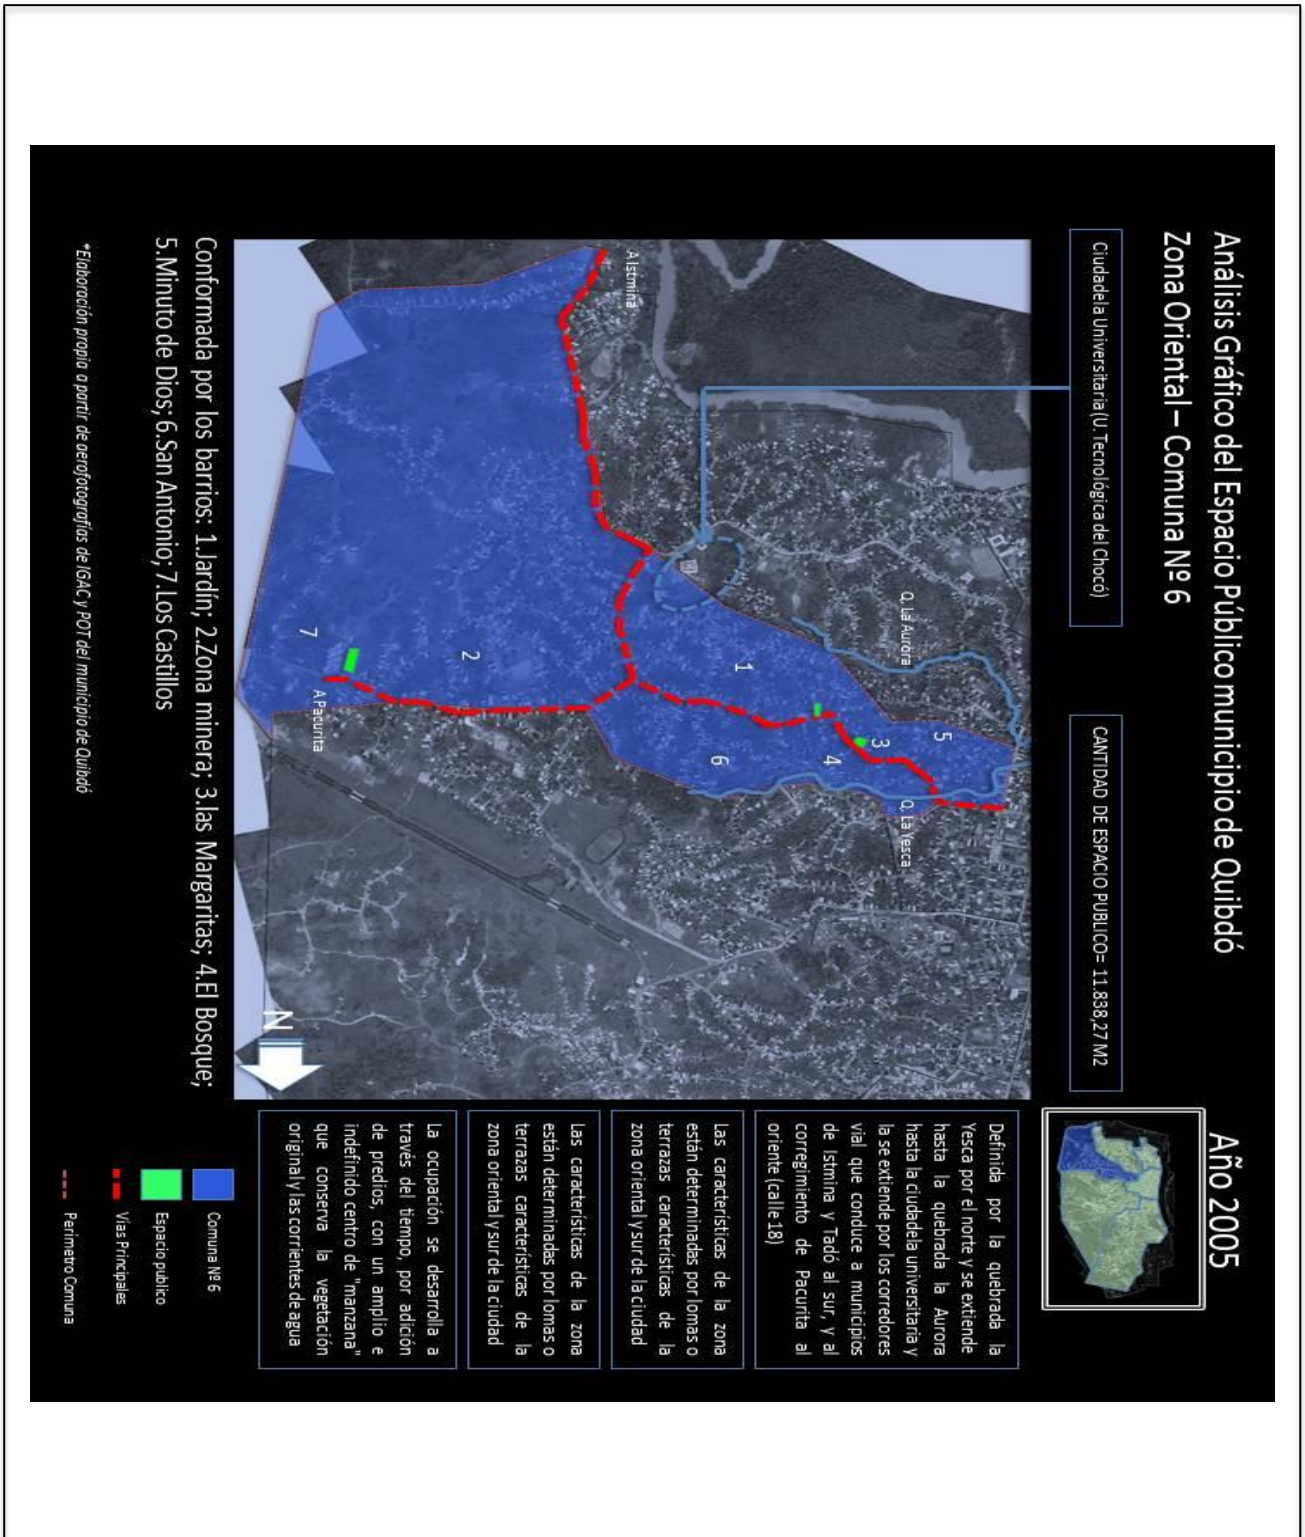 Análisis Gráfico del Espacio Público municipio de Quibdó
Zona Oriental – Comuna Nº 6
Año 2005
Ciudadela Universitaria (U. Tecnológica del Chocó)
CANTIDAD DE ESPACIO PUBLICO= 11.838,27 M2
Q. La Aurora
Q. La Yesca
A Istmina
A Pacurita
1
2
3
4
5
6
7
N
Definida por la quebrada la
Yesca por el norte y se extiende
hasta la quebrada la Aurora
hasta la ciudadela universitaria y
la se extiende por los corredores
vial que conduce a municipios
de Istmina y Tadó al sur, y al
corregimiento de Pacurita al
oriente (calle 18)
Las características de la zona
están determinadas por lomas o
terrazas características de la
zona oriental y sur de la ciudad
Las características de la zona
están determinadas por lomas o
terrazas características de la
zona oriental y sur de la ciudad
La ocupación se desarrolla a
través del tiempo, por adición
de predios, con un amplio e
indefinido centro de "manzana"
que conserva la vegetación
original y las corrientes de agua
Conformada por los barrios: 1.Jardín; 2.Zona minera; 3.las Margaritas; 4.El Bosque;
5.Minuto de Dios; 6.San Antonio; 7.Los Castillos
Comuna Nº 6
Espacio publico
Vías Principales
Perimetro Comuna
*Elaboración propia a partir de aerofotografías de IGAC y POT del municipio de Quibdó